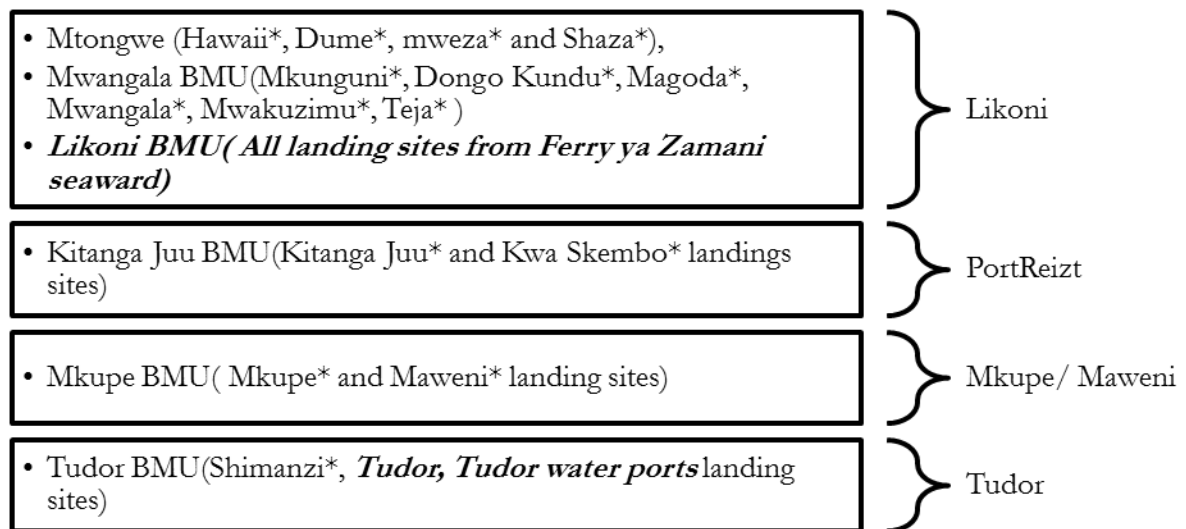 • Mtongwe (Hawaii*, Dume*, mweza* and Shaza*),
• Mwangala BMU(Mkunguni*, Dongo Kundu*, Magoda*,
Mwangala*, Mwakuzimu*, Teja* )
• Likoni BMU( All landing sites from Ferry ya Zamani
seaward)
Likoni
• Kitanga Juu BMU(Kitanga Juu* and Kwa Skembo* landings
sites)
PortReizt
• Mkupe BMU( Mkupe* and Maweni* landing sites)
Mkupe/ Maweni
• Tudor BMU(Shimanzi*, Tudor, Tudor water ports landing
sites)
Tudor